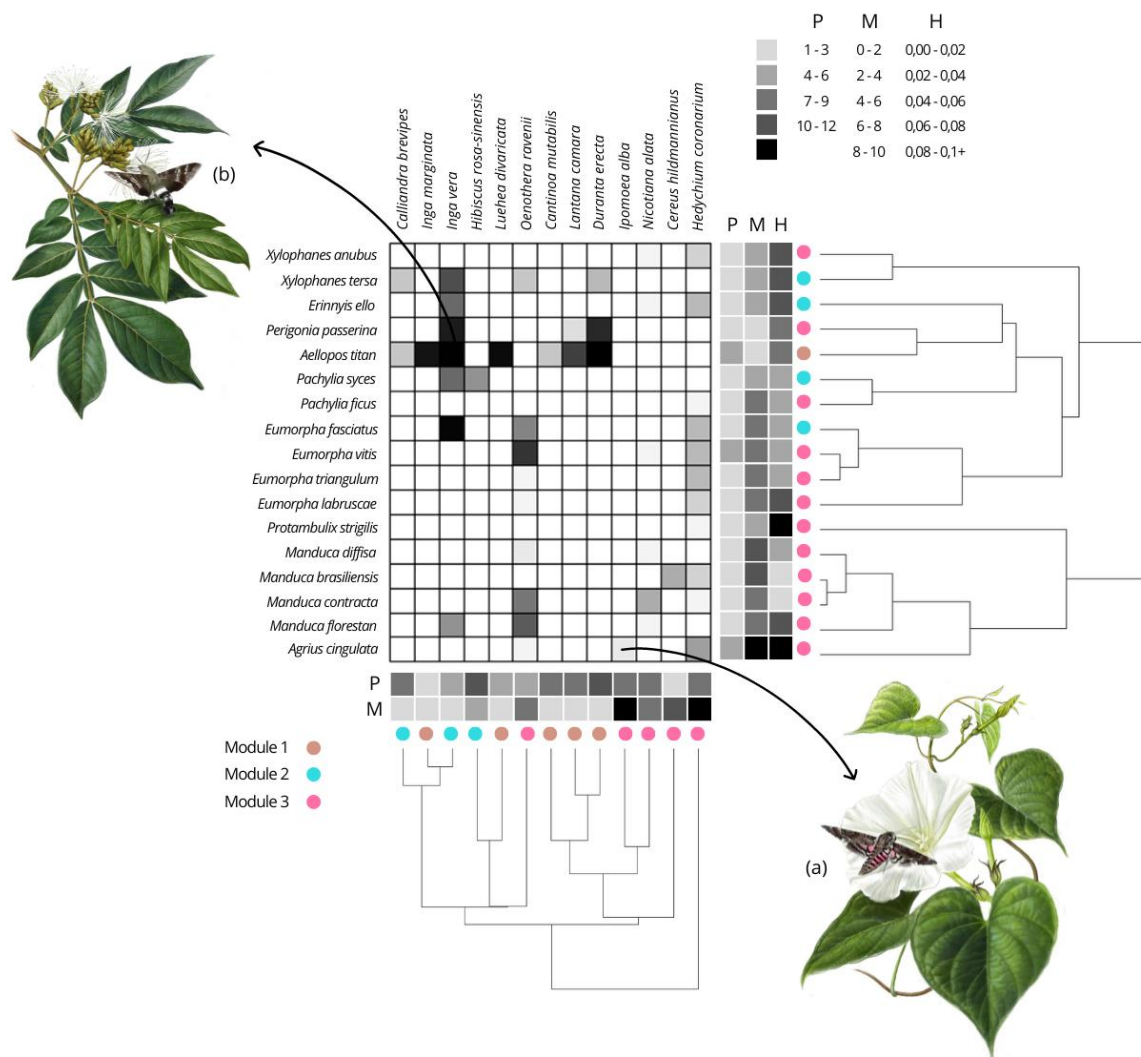 P M H
1 - 3 0 - 2 0,00 - 0,02
4 - 6 2 - 4 0,02 - 0,04
7 - 9 4 - 6 0,04 - 0,06
10 - 12 6 - 8 0,06 - 0,08
8 - 10 0,08 - 0,1+
(b)
Calliandra brevipes
Inga marginata
Inga vera
Hibiscus rosa-sinensis
Luehea divaricata
Oenothera ravenii
Cantinoa mutabilis
Lantana camara
Duranta erecta
Ipomoea alba
Nicotiana alata
Cereus hildmannianus
Hedychium coronarium
P M H
Xylophanes anubus
Xylophanes tersa
Erinnyis ello
Perigonia passerina
Aellopos titan
Pachylia syces
Pachylia ficus
Eumorpha fasciatus
Eumorpha vitis
Eumorpha triangulum
Eumorpha labruscae
Protambulix strigilis
Manduca diffisa
Manduca brasiliensis
Manduca contracta
Manduca florestan
Agrius cingulata
P
M
Module 1
Module 2
Module 3
(a)